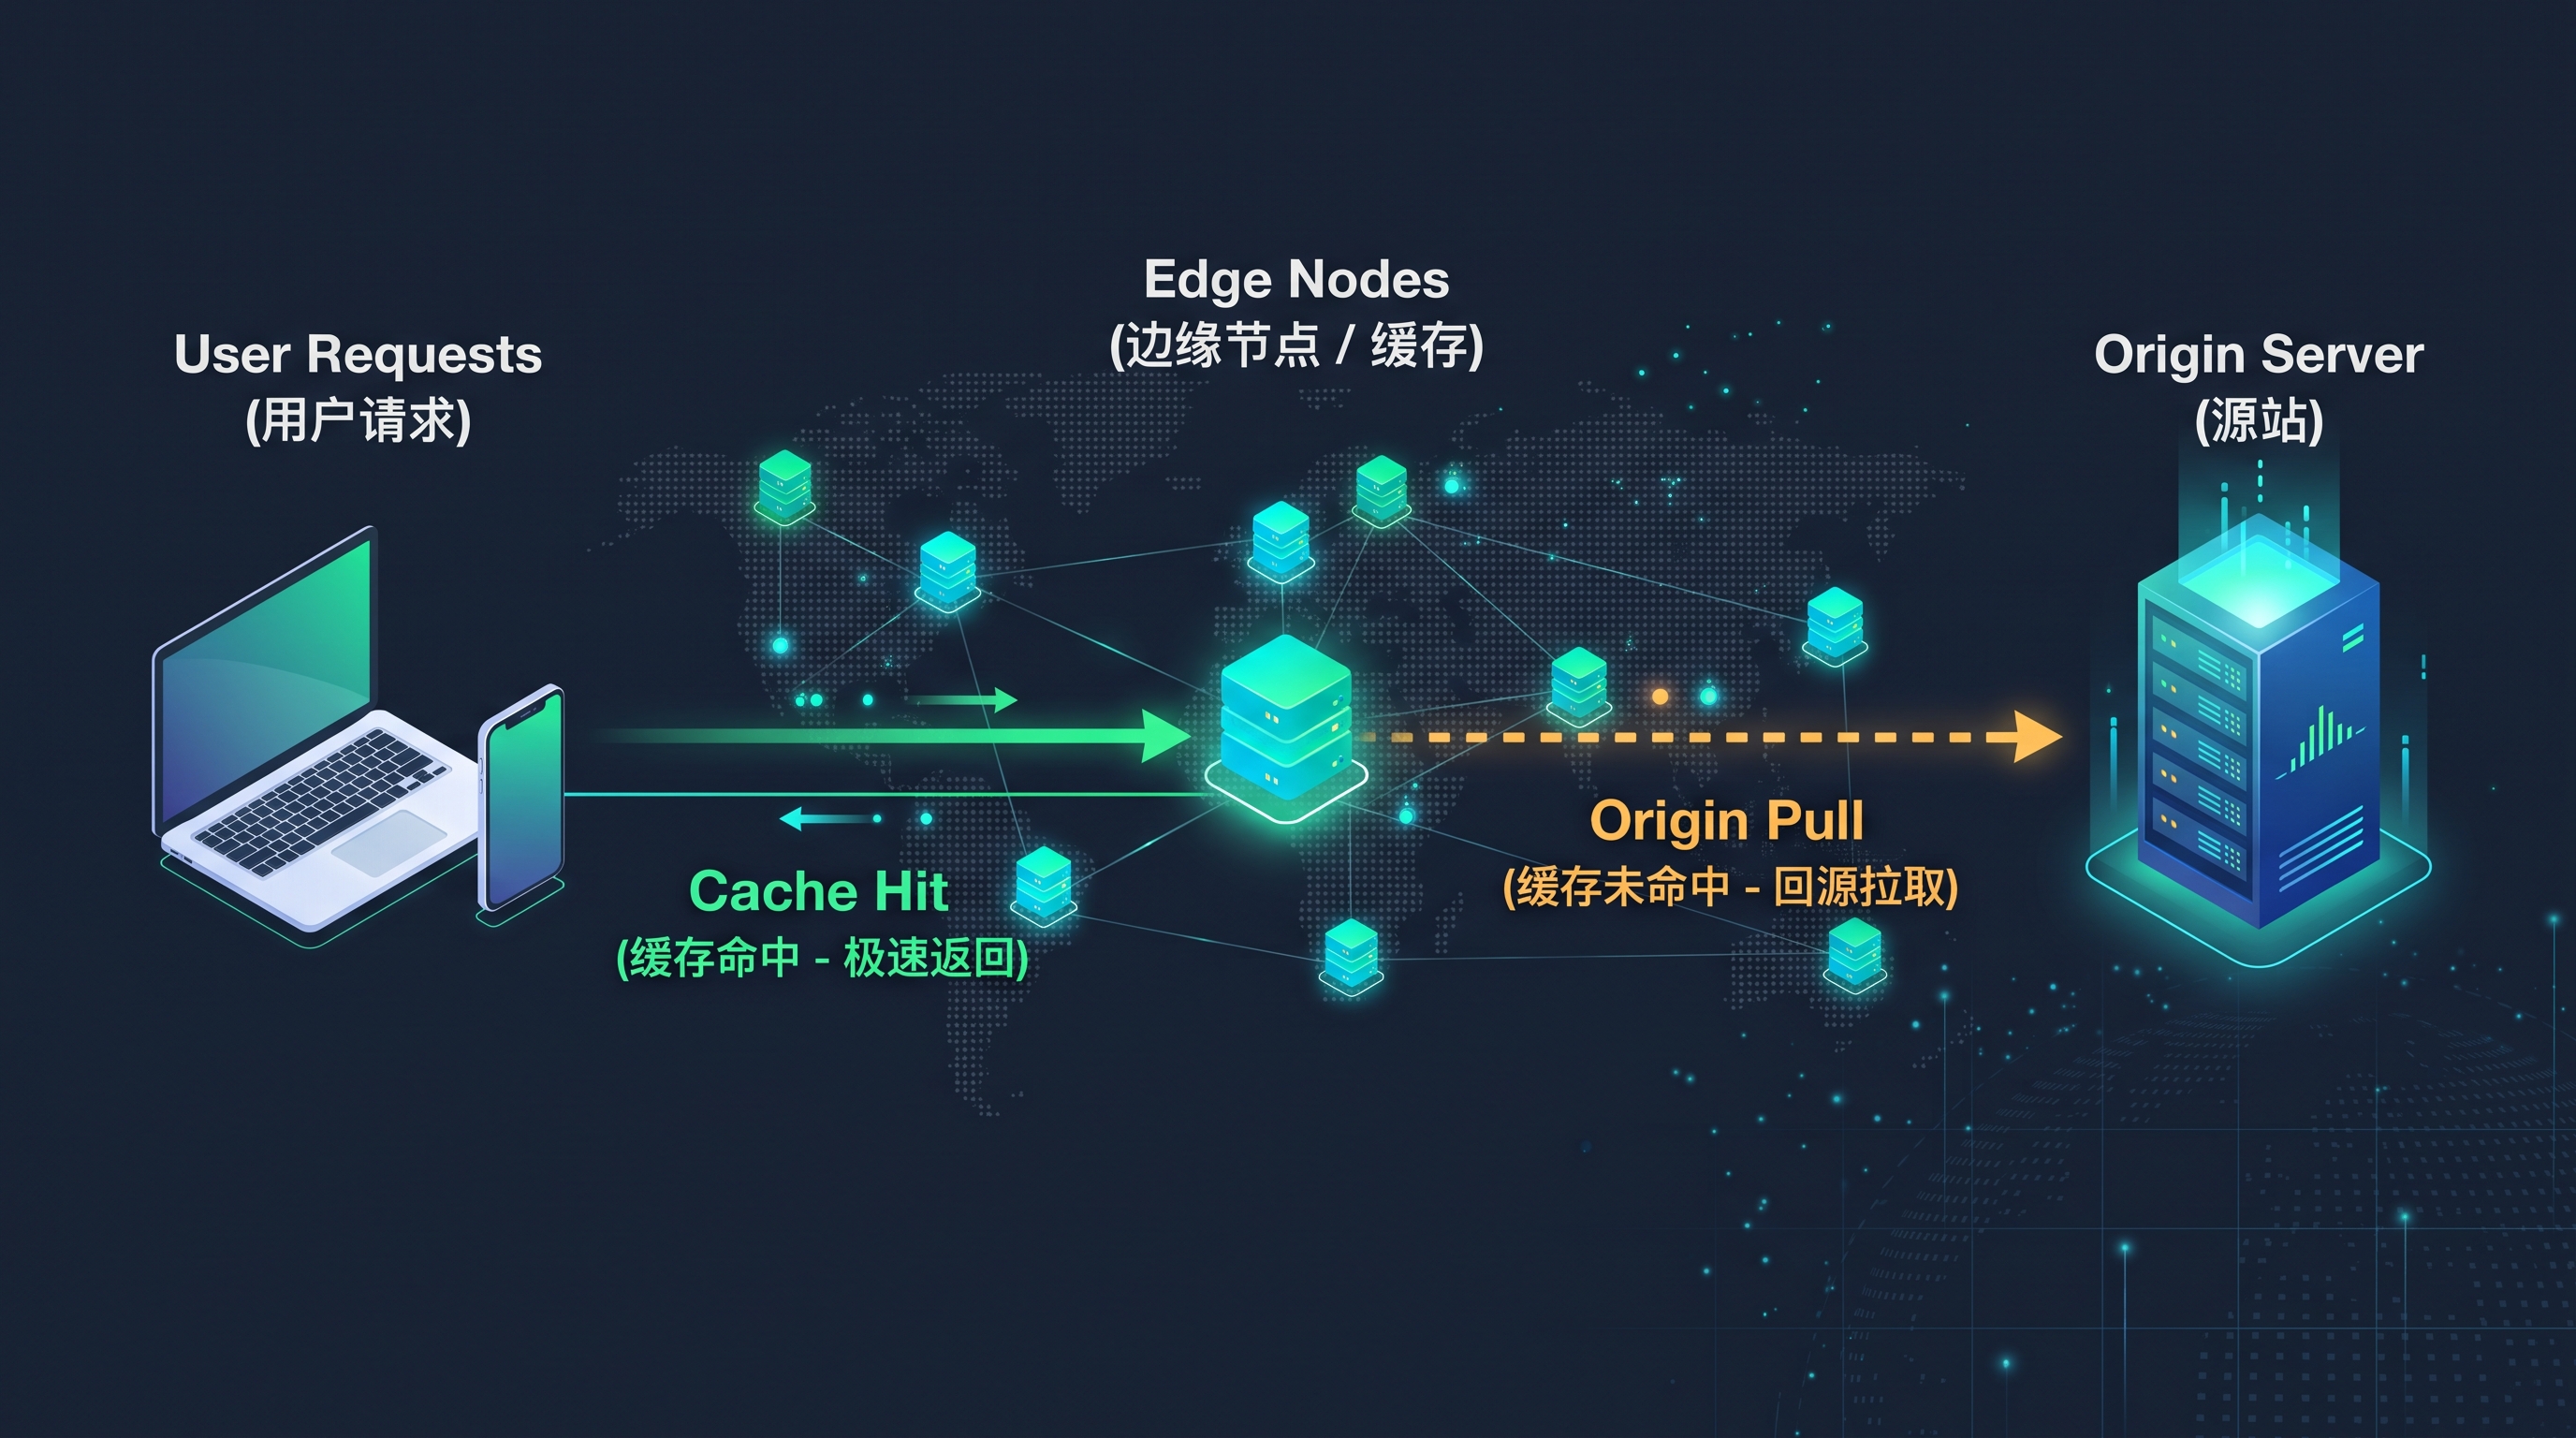 User Requests
(用户请求)
Edge Nodes
(边缘节点 / 缓存)
Origin Server
(源站)
Cache Hit
(缓存命中 - 极速返回)
Origin Pull
(缓存未命中 - 回源拉取)